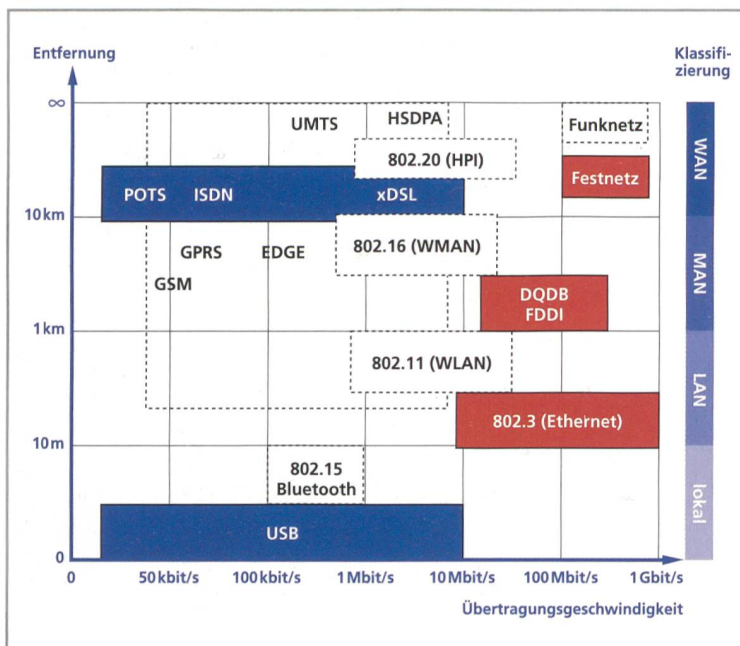 Entfernung
Klassifi-
zierung
∞
UMTS
HSDPA
Funknetz
802.20 (HPI)
Festnetz
WAN
POTS ISDN xDSL
10 km
802.16 (WMAN)
GPRS EDGE
GSM
MAN
DQDB
FDDI
1 km
802.11 (WLAN)
LAN
802.3 (Ethernet)
10 m
802.15
Bluetooth
lokal
USB
0
0 50 kbit/s 100 kbit/s 1 Mbit/s 10 Mbit/s 100 Mbit/s 1 Gbit/s
Übertragungsgeschwindigkeit